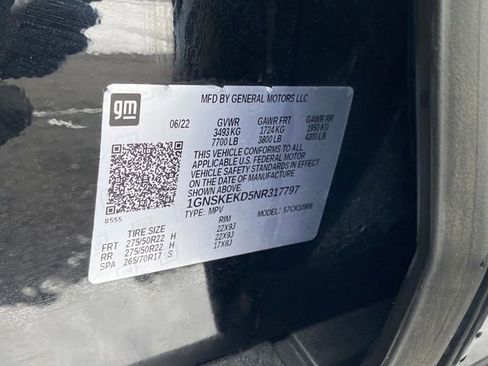 gm
MFD BY GENERAL MOTORS LLC
06/22 GVWR GAWR FRT GAWR RR
3493 KG 1724 KG 1950 KG
7700 LB 3800 LB 4300 LB
THIS VEHICLE CONFORMS TO ALL
APPLICABLE U.S. FEDERAL MOTOR
VEHICLE SAFETY STANDARDS IN EFFECT
ON THE DATE OF MANUFACTURE
SHOWN ABOVE.
1GNSKEKD5NR317797
8555 TYPE: MPV MODEL:
TIRE SIZE RIM
FRT 275/50R22 H 22X9J
RR 275/50R22 H 22X9J
SPA 265/70R17 S 17X8J